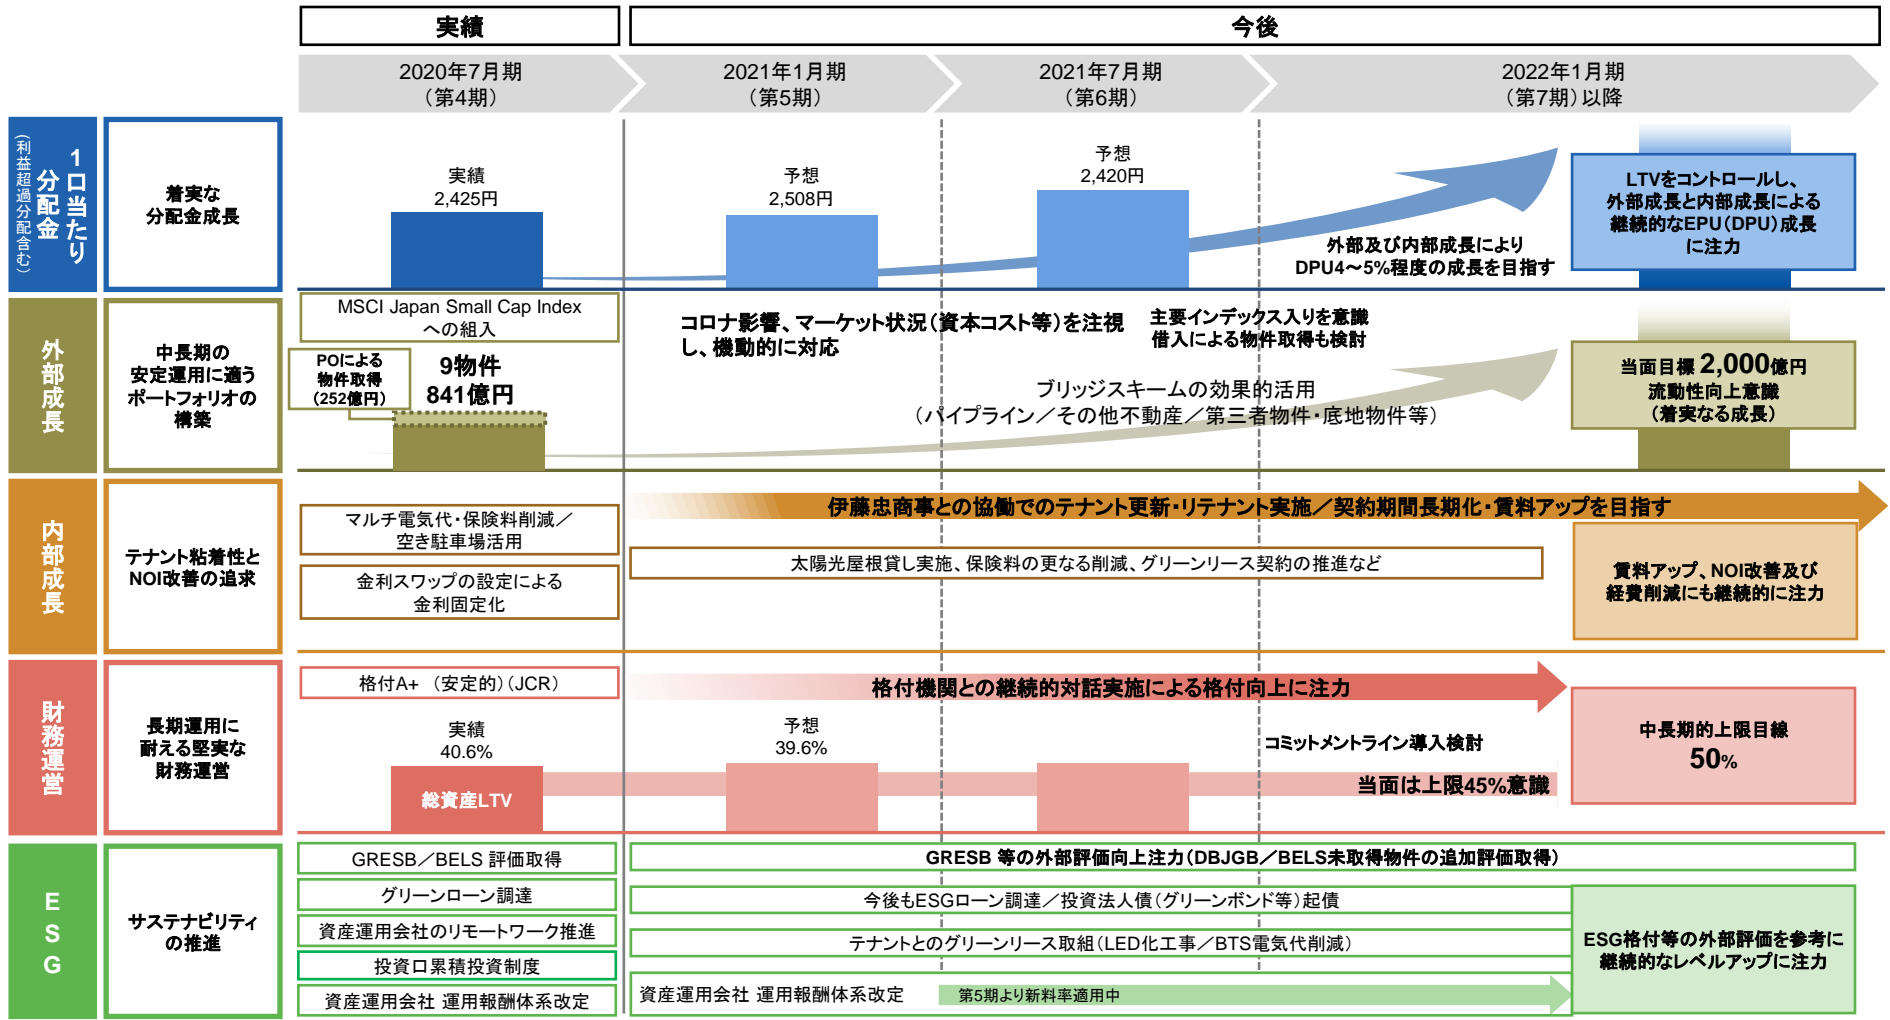 実績
今後
2020年7月期
（第4期）
2021年1月期
（第5期）
2021年7月期
（第6期）
2022年1月期
（第7期）以降
1口当たり
分配金
（利益超過分配含む）
着実な
分配金成長
実績
2,425円
予想
2,508円
予想
2,420円
外部及び内部成長により
DPU4～5%程度の成長を目指す
LTVをコントロールし、
外部成長と内部成長による
継続的なEPU（DPU）成長
に注力
外部成長
中長期の
安定運用に適う
ポートフォリオの
構築
MSCI Japan Small Cap Index
への組入
POによる
物件取得
（252億円）
9物件
841億円
コロナ影響、マーケット状況（資本コスト等）を注視
し、機動的に対応
主要インデックス入りを意識
借入による物件取得も検討
ブリッジスキームの効果的活用
（パイプライン／その他不動産／第三者物件・底地物件等）
当面目標 2,000億円
流動性向上意識
（着実なる成長）
内部成長
テナント粘着性と
NOI改善の追求
マルチ電気代・保険料削減／
空き駐車場活用
金利スワップの設定による
金利固定化
伊藤忠商事との協働でのテナント更新・リテナント実施／契約期間長期化・賃料アップを目指す
太陽光屋根貸し実施、保険料の更なる削減、グリーンリース契約の推進など
賃料アップ、NOI改善及び
経費削減にも継続的に注力
財務運営
長期運用に
耐える堅実な
財務運営
格付A+ （安定的）（JCR）
格付機関との継続的対話実施による格付向上に注力
実績
40.6%
総資産LTV
予想
39.6%
コミットメントライン導入検討
当面は上限45%意識
中長期的上限目線
50%
ESG
サステナビリティ
の推進
GRESB／BELS 評価取得
グリーンローン調達
資産運用会社のリモートワーク推進
投資口累積投資制度
資産運用会社 運用報酬体系改定
GRESB 等の外部評価向上注力（DBJGB／BELS未取得物件の追加評価取得）
今後もESGローン調達／投資法人債（グリーンボンド等）起債
テナントとのグリーンリース取組（LED化工事／BTS電気代削減）
資産運用会社 運用報酬体系改定
第5期より新料率適用中
ESG格付等の外部評価を参考に
継続的なレベルアップに注力